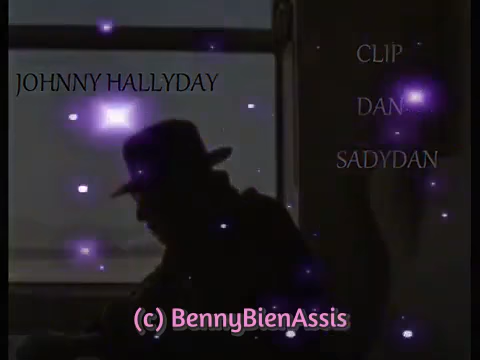 JOHNNY HALLYDAY
CLIP
DAN
SADYDAN
(c) BennyBienAssis